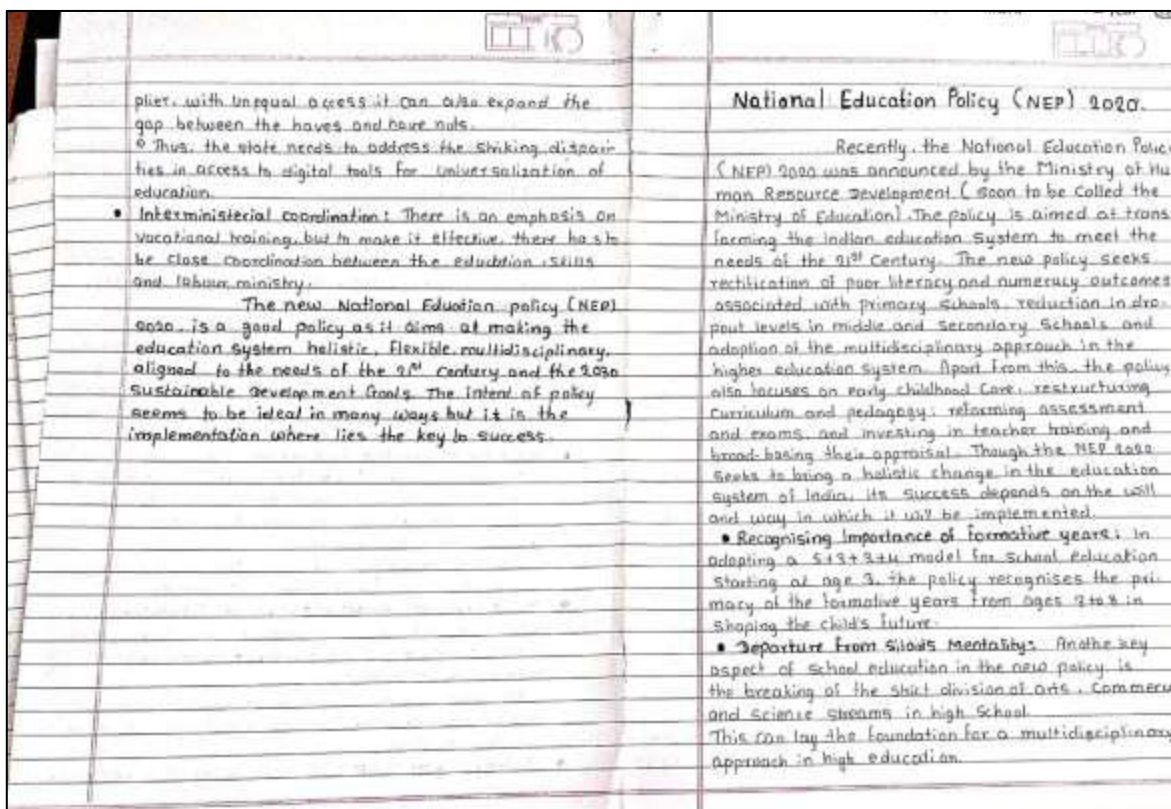 plier, with unequal access it can also expand the
gap between the haves and have nots.
° Thus, the state needs to address the striking dispari
ties in access to digital tools for universalization of
education.
• Interministerial coordination: There is an emphasis on
vocational training, but to make it effective, there has to
be close coordination between the education, skills
and labour ministry.
The new National Eduation policy (NEP)
2020, is a good policy as it aims at making the
education system holistic, flexible, multidisciplinary,
aligned to the needs of the 21st Century and the 2030
Sustainable Development Goals. The intent of policy
seems to be ideal in many ways but it is the
implementation where lies the key to success.
National Education Policy (NEP) 2020.
Recently, the National Education Polic
(NEP) 2020 was announced by the Ministry of Hu
man Resource Development ( soon to be Called the
Ministry of Education). The policy is aimed at trans
forming the Indian education System to meet the
needs of the 21st Century. The new policy seeks
rectification of poor literacy and numeracy outcomes
associated with primary schools, reduction in dro
pout levels in middle and secondary Schools and
adoption of the multidisciplinary approach in the
higher education system. Apart from this, the policy
also focuses on early childhood Care, restructuring
Curriculum and pedagogy; reforming assessment
and exams, and investing in teacher training and
broad-basing their appraisal. Though the NEP 2020
Seeks to bring a holistic change in the education
system of India, its success depends on the will
and way in which it will be implemented.
• Recognising Importance of formative years: In
adopting a 5+3+3+4 model for School education
Starting at age 3, the policy recognises the pri
macy of the formative years from ages 3 to 8 in
Shaping the child's future.
• Departure from Silows Mentality: Anothe key
aspect of School education in the new policy is
the breaking of the strict division of arts, Commerc
and science streams in high School.
This can lay the foundation for a multidisciplinary
approach in high education.